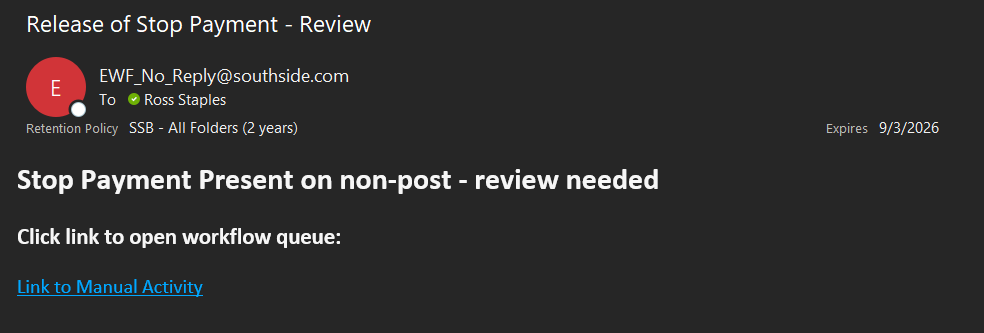 Release of Stop Payment - Review
E
EWF_No_Reply@southside.com
To Ross Staples
Retention Policy SSB - All Folders (2 years) Expires 9/3/2026
Stop Payment Present on non-post - review needed
Click link to open workflow queue:
Link to Manual Activity